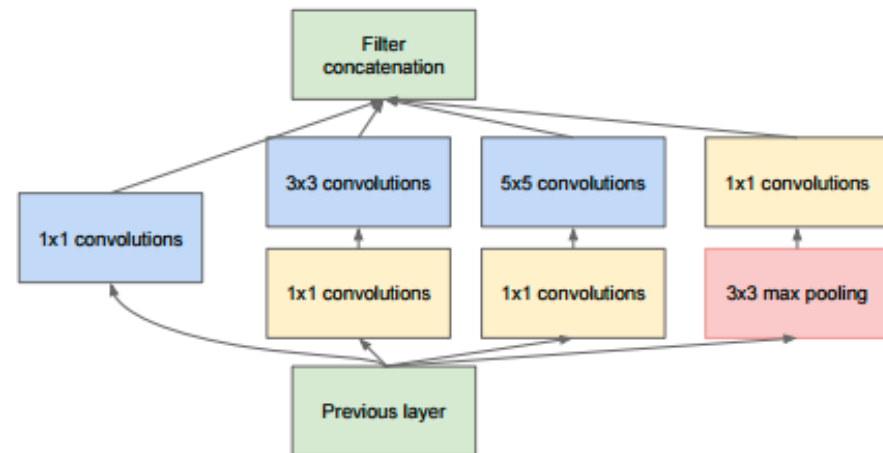 Filter
concatenation
3x3 convolutions
5x5 convolutions
1x1 convolutions
1x1 convolutions
1x1 convolutions
1x1 convolutions
3x3 max pooling
Previous layer